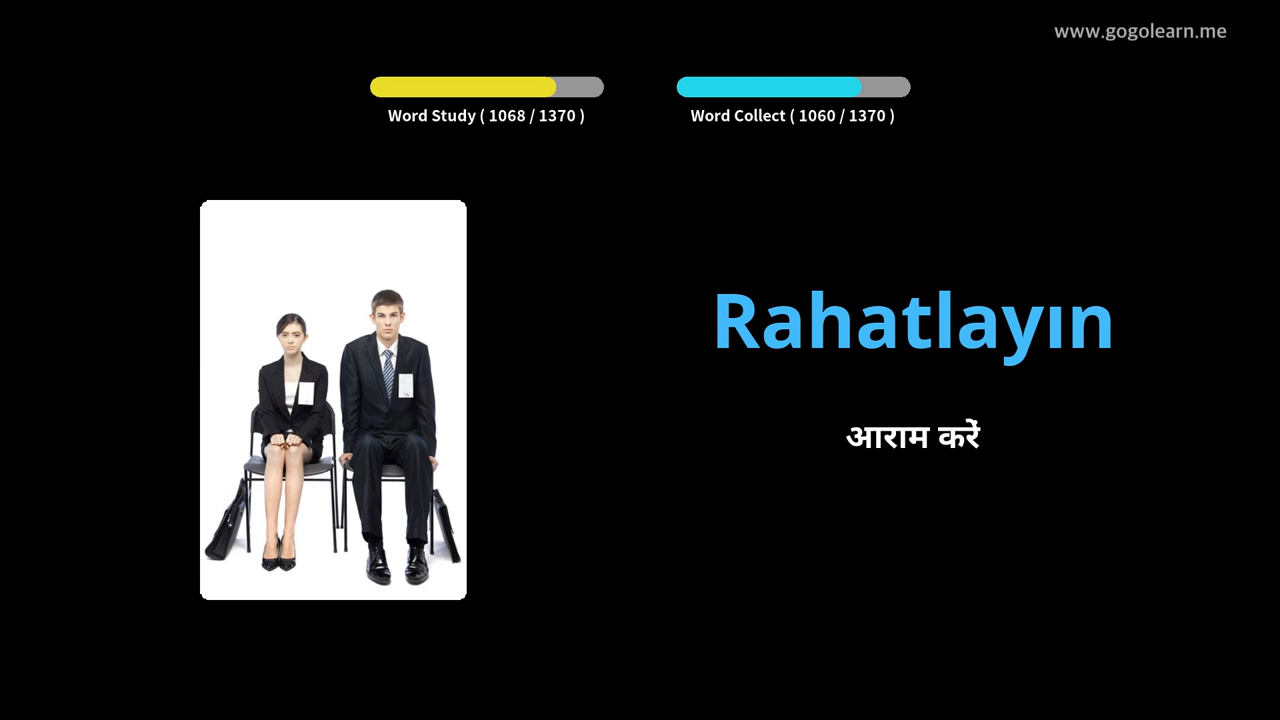 www.gogolearn.me
Word Study ( 1068 / 1370 )
Word Collect ( 1060 / 1370 )
Rahatlayın
आराम करें